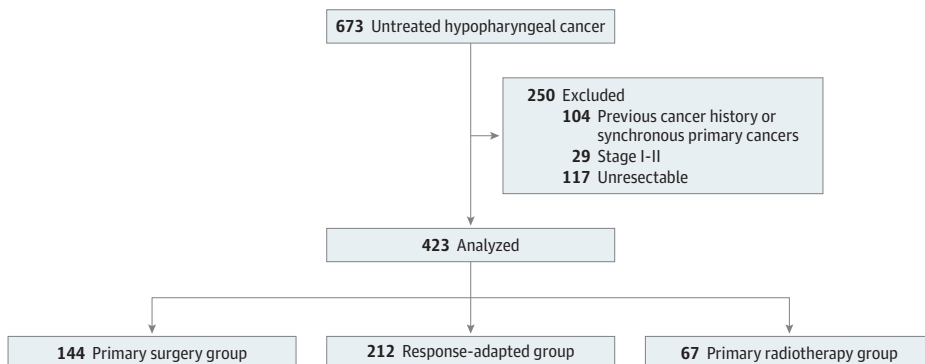 673 Untreated hypopharyngeal cancer
250 Excluded
104 Previous cancer history or
synchronous primary cancers
29 Stage I-II
117 Unresectable
423 Analyzed
144 Primary surgery group
212 Response-adapted group
67 Primary radiotherapy group